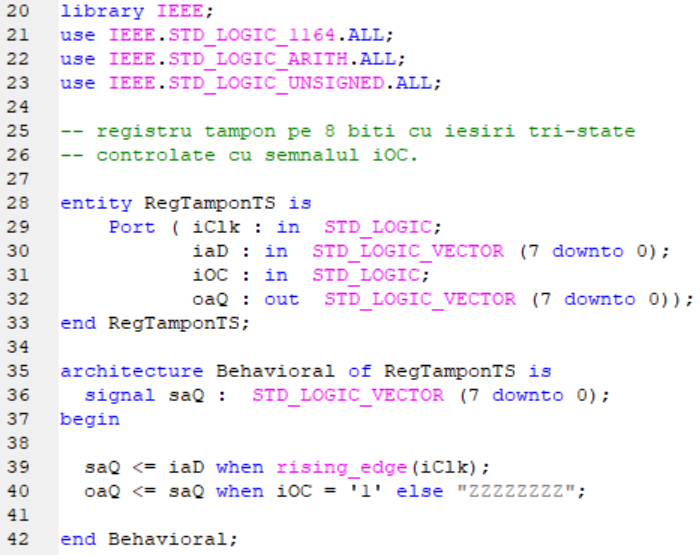 20 library IEEE;
21 use IEEE.STD_LOGIC_1164.ALL;
22 use IEEE.STD_LOGIC_ARITH.ALL;
23 use IEEE.STD_LOGIC_UNSIGNED.ALL;
24
25 -- registru tampon pe 8 biti cu iesiri tri-state
26 -- controlate cu semnalul iOC.
27
28 entity RegTamponTS is
29     Port ( iClk : in  STD_LOGIC;
30            iaD : in  STD_LOGIC_VECTOR (7 downto 0);
31            iOC : in  STD_LOGIC;
32            oaQ : out  STD_LOGIC_VECTOR (7 downto 0));
33 end RegTamponTS;
34
35 architecture Behavioral of RegTamponTS is
36   signal saQ :  STD_LOGIC_VECTOR (7 downto 0);
37 begin
38
39   saQ <= iaD when rising_edge(iClk);
40   oaQ <= saQ when iOC = '1' else "ZZZZZZZZ";
41
42 end Behavioral;